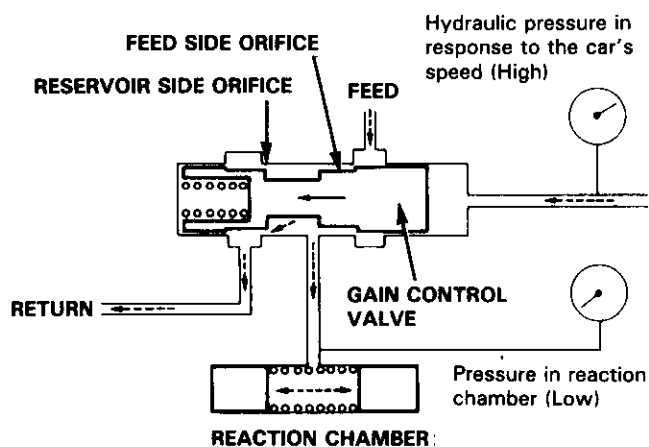 Hydraulic pressure in
response to the car's
speed (High)
FEED SIDE ORIFICE
RESERVOIR SIDE ORIFICE
FEED
RETURN
GAIN CONTROL
VALVE
Pressure in reaction
chamber (Low)
REACTION CHAMBER